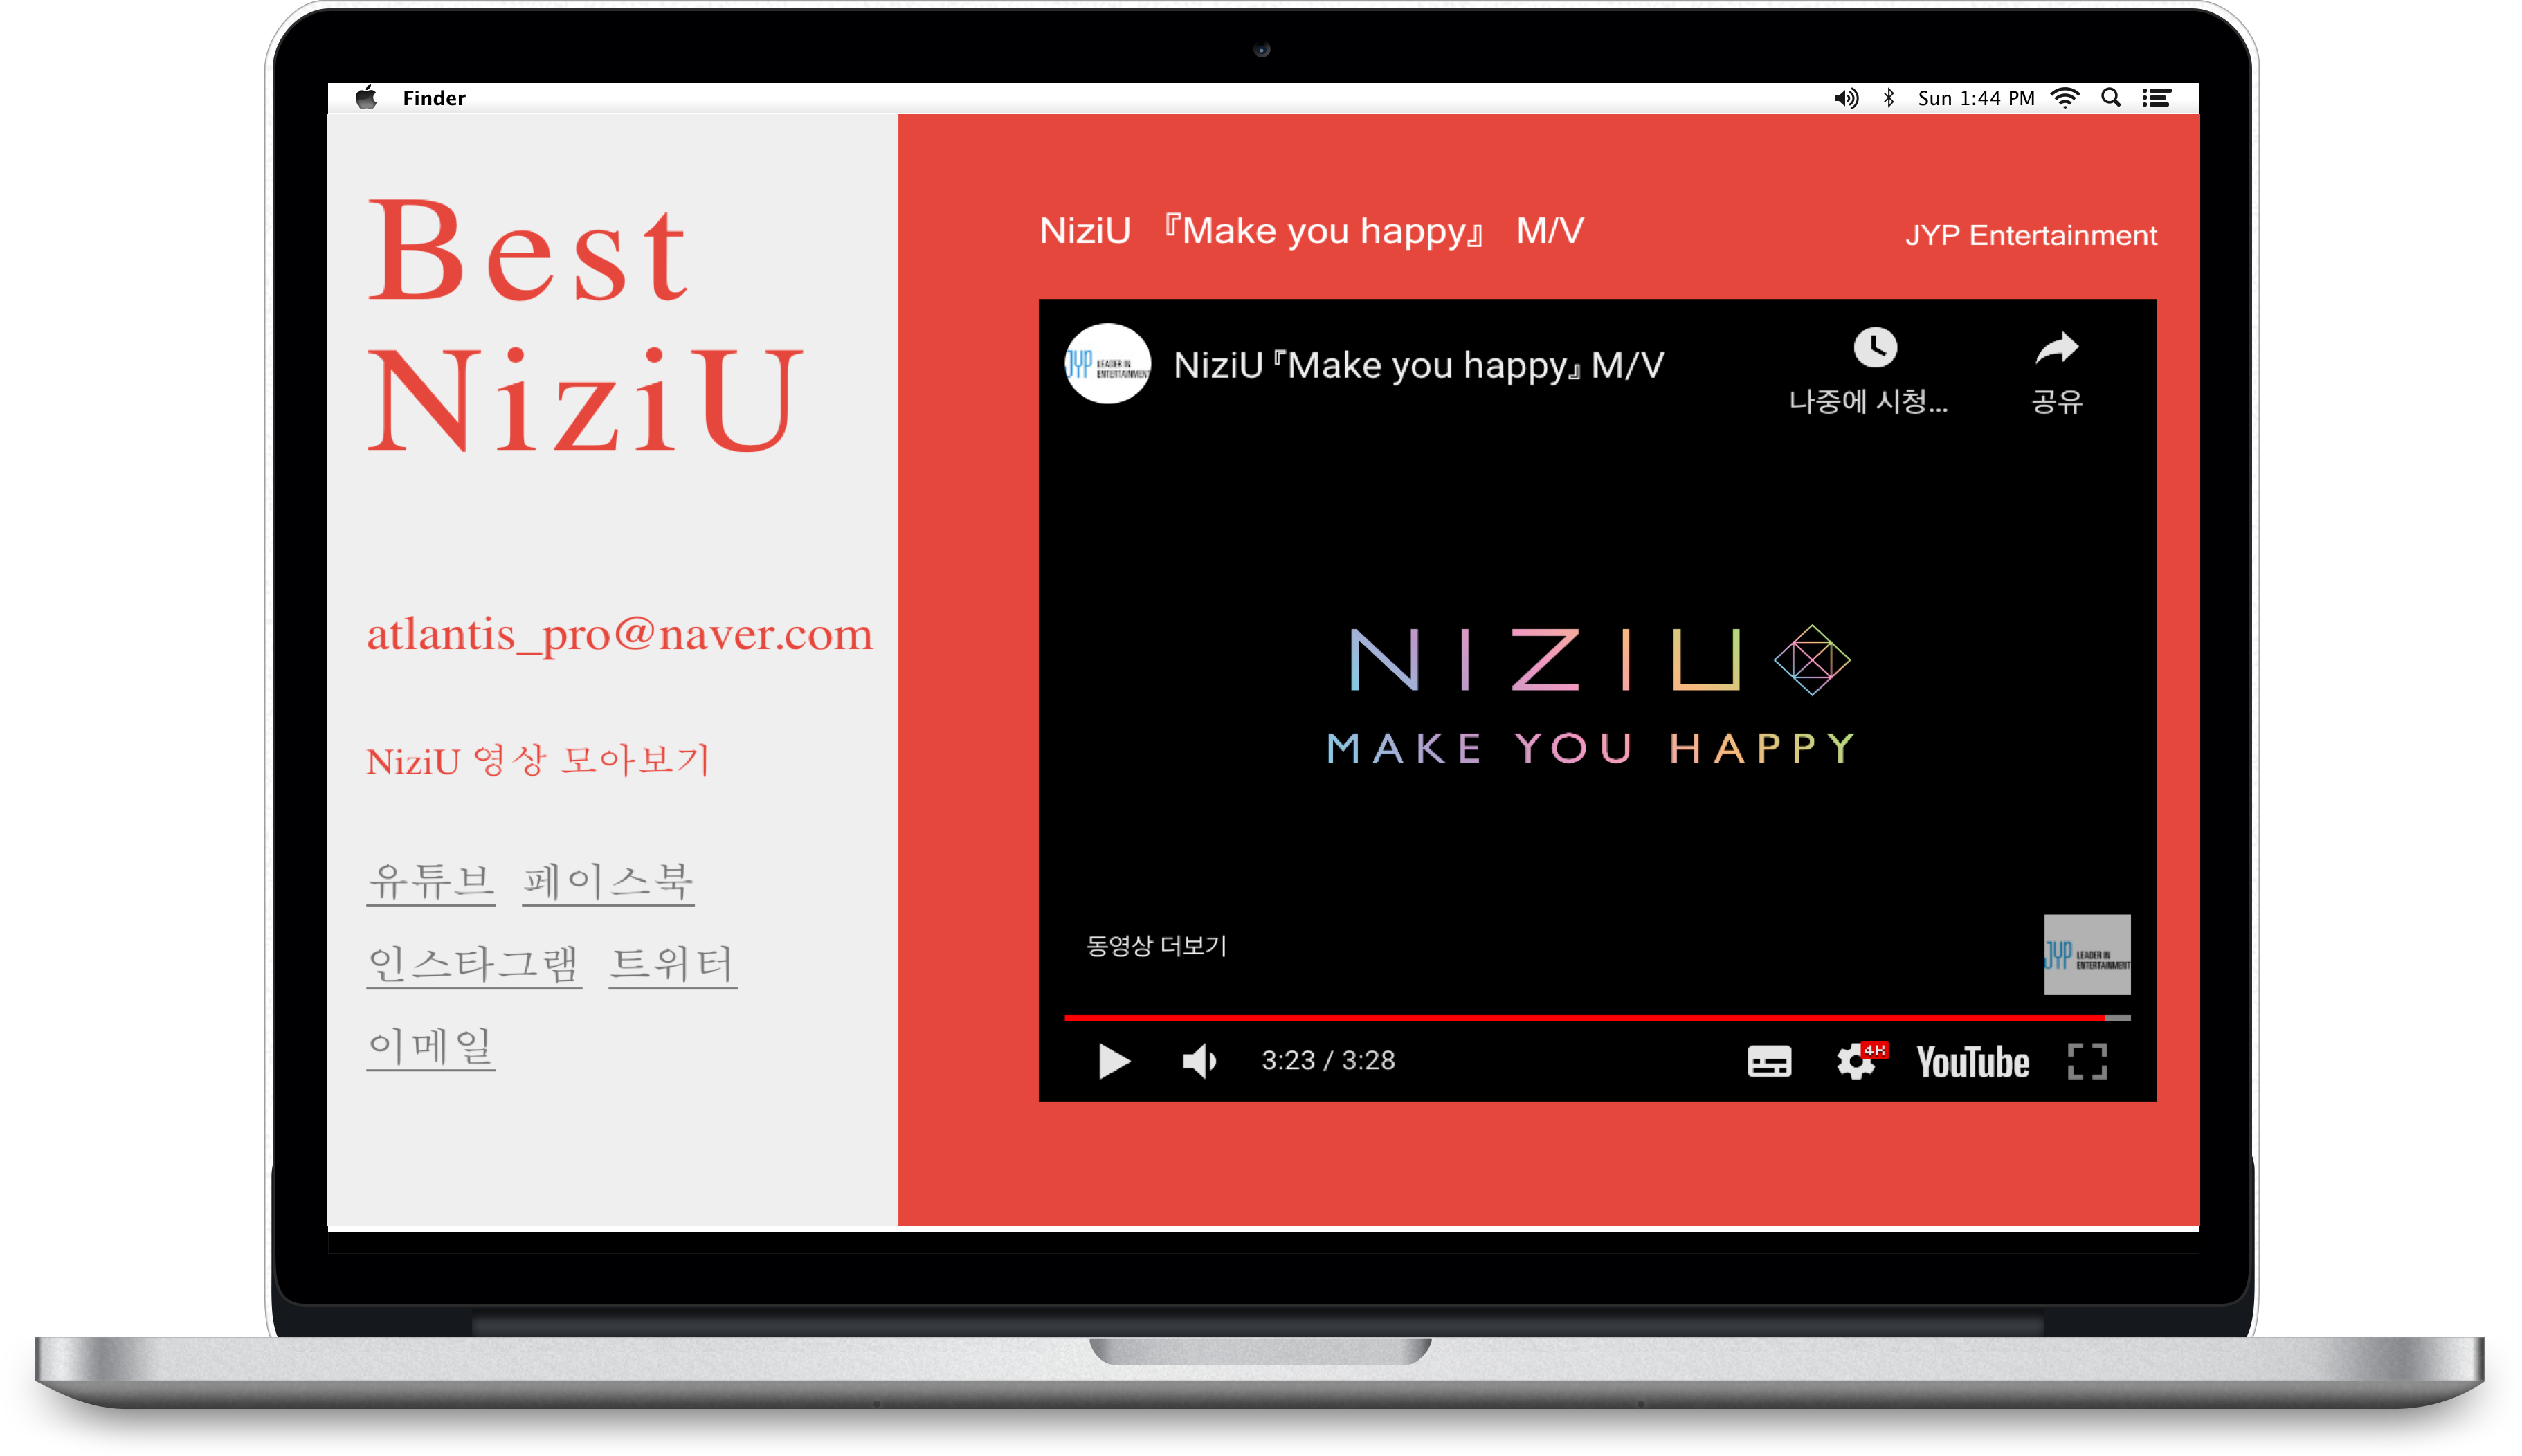 Finder
Sun 1:44 PM
Best
NiziU
atlantis_pro@naver.com
NiziU 영상 모아보기
유튜브 페이스북
인스타그램 트위터
이메일
NiziU 『Make you happy』 M/V
JYP Entertainment
JYP LEADER IN
ENTERTAINMENT
NiziU『Make you happy』M/V
나중에 시청...
공유
NIZIU
MAKE YOU HAPPY
동영상 더보기
JYP LEADER IN
ENTERTAINMENT
3:23 / 3:28
4K
YouTube